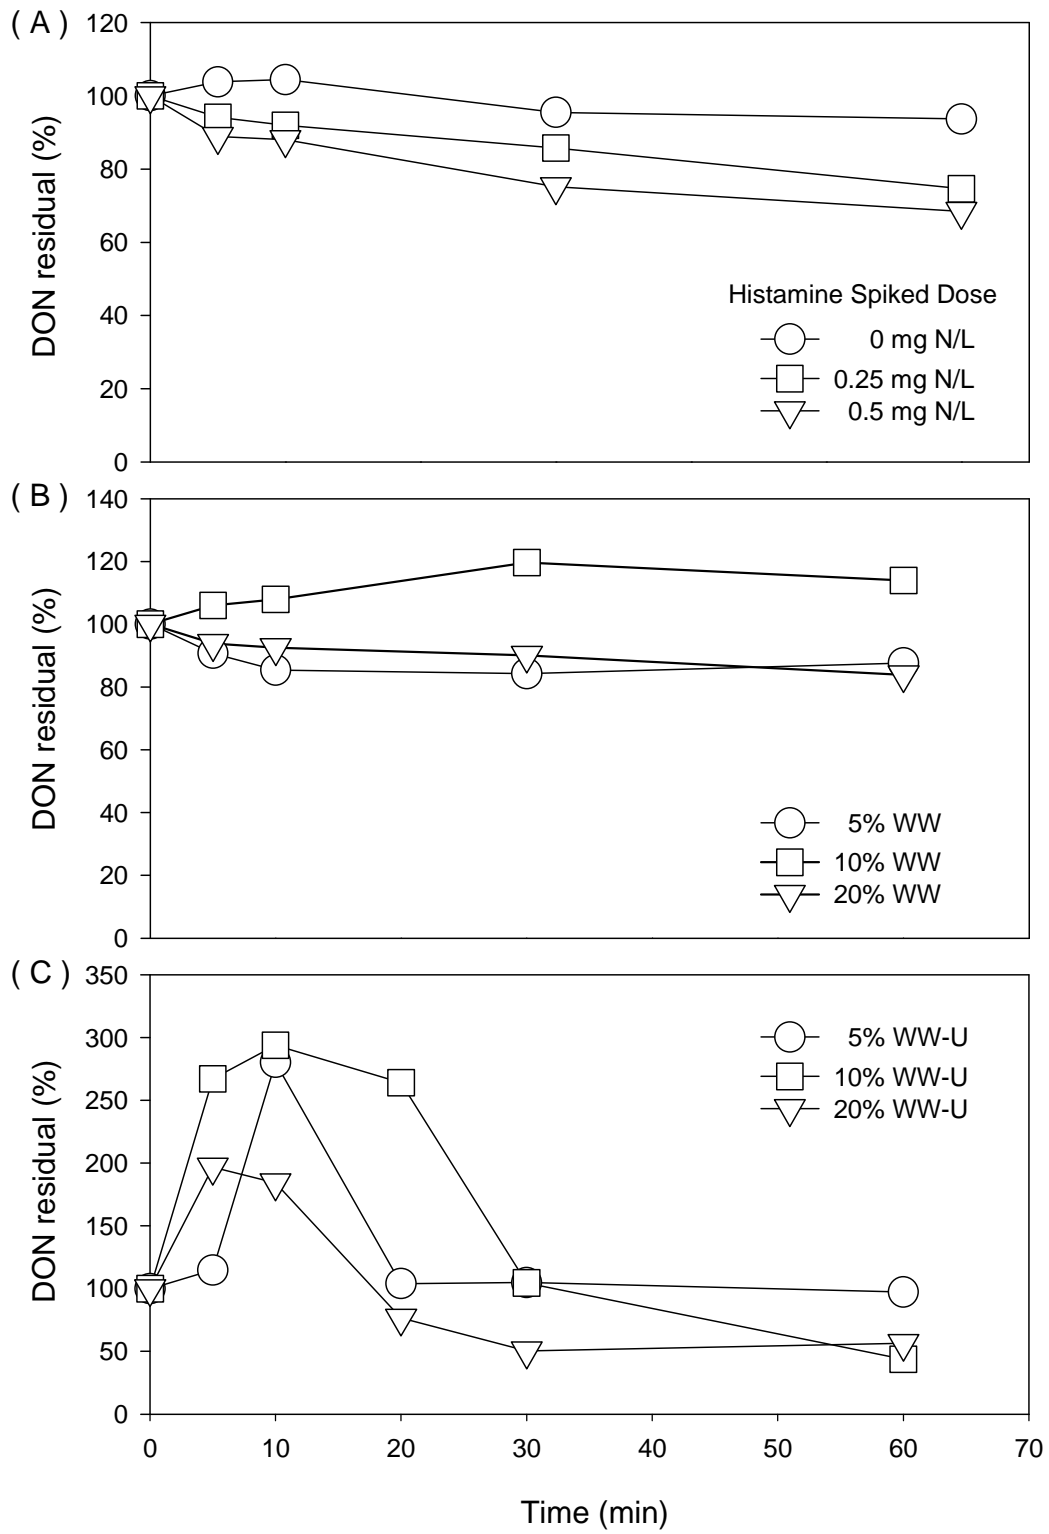 ( A )
120
100
80
60
40
20
0
DON residual (%)
Histamine Spiked Dose
0 mg N/L
0.25 mg N/L
0.5 mg N/L
( B )
140
120
100
80
60
40
20
0
DON residual (%)
5% WW
10% WW
20% WW
( C )
350
300
250
200
150
100
50
0
DON residual (%)
5% WW-U
10% WW-U
20% WW-U
0 10 20 30 40 50 60 70
Time (min)